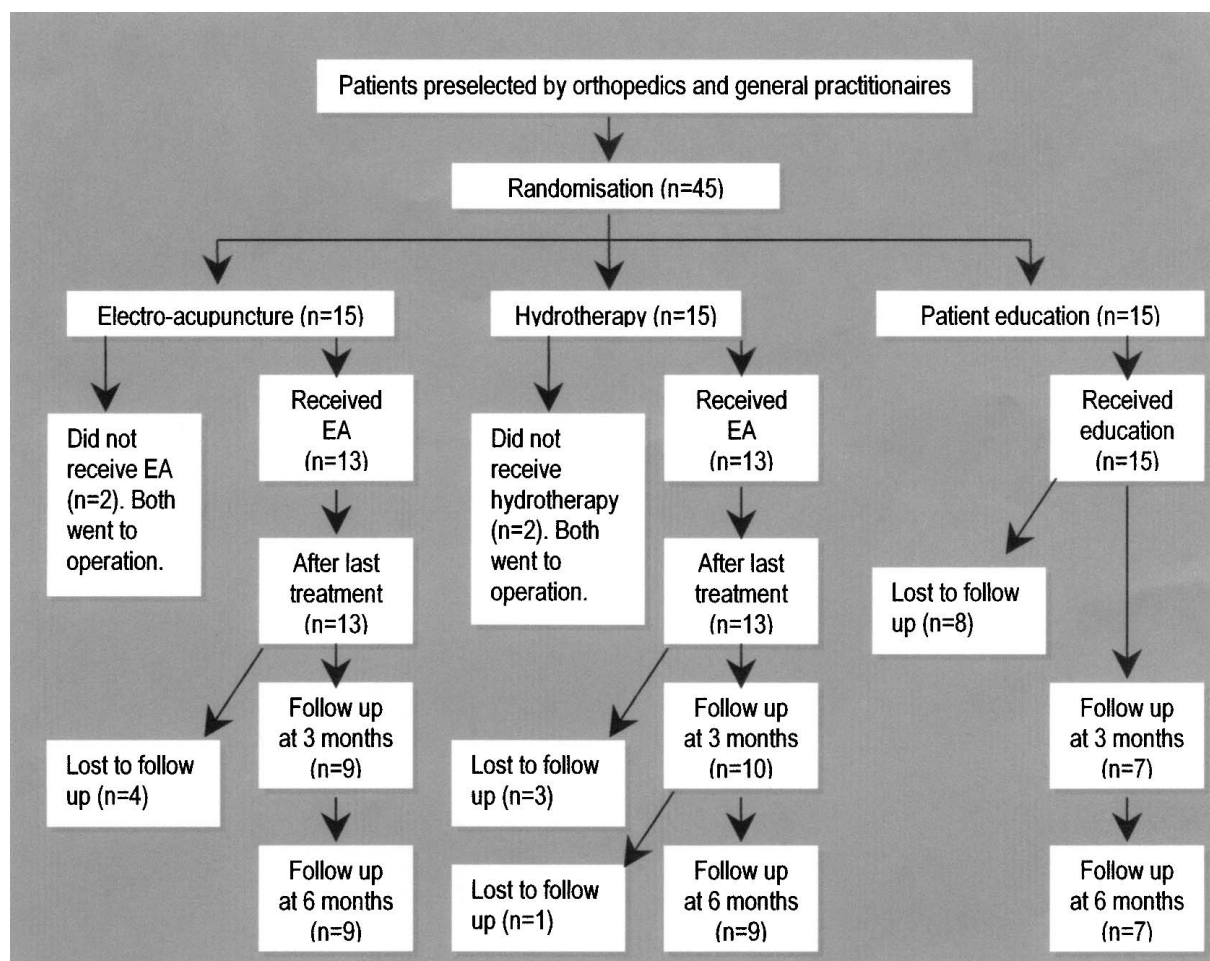 Patients preselected by orthopedics and general practitionaires
Randomisation (n=45)
Electro-acupuncture (n=15)
Hydrotherapy (n=15)
Patient education (n=15)
Did not
receive EA
(n=2). Both
went to
operation.
Received
EA
(n=13)
Did not
receive
hydrotherapy
(n=2). Both
went to
operation.
Received
EA
(n=13)
Received
education
(n=15)
After last
treatment
(n=13)
After last
treatment
(n=13)
Lost to follow
up (n=8)
Lost to follow
up (n=4)
Follow up
at 3 months
(n=9)
Lost to follow
up (n=3)
Follow up
at 3 months
(n=10)
Follow up
at 3 months
(n=7)
Follow up
at 6 months
(n=9)
Lost to follow
up (n=1)
Follow up
at 6 months
(n=9)
Follow up
at 6 months
(n=7)